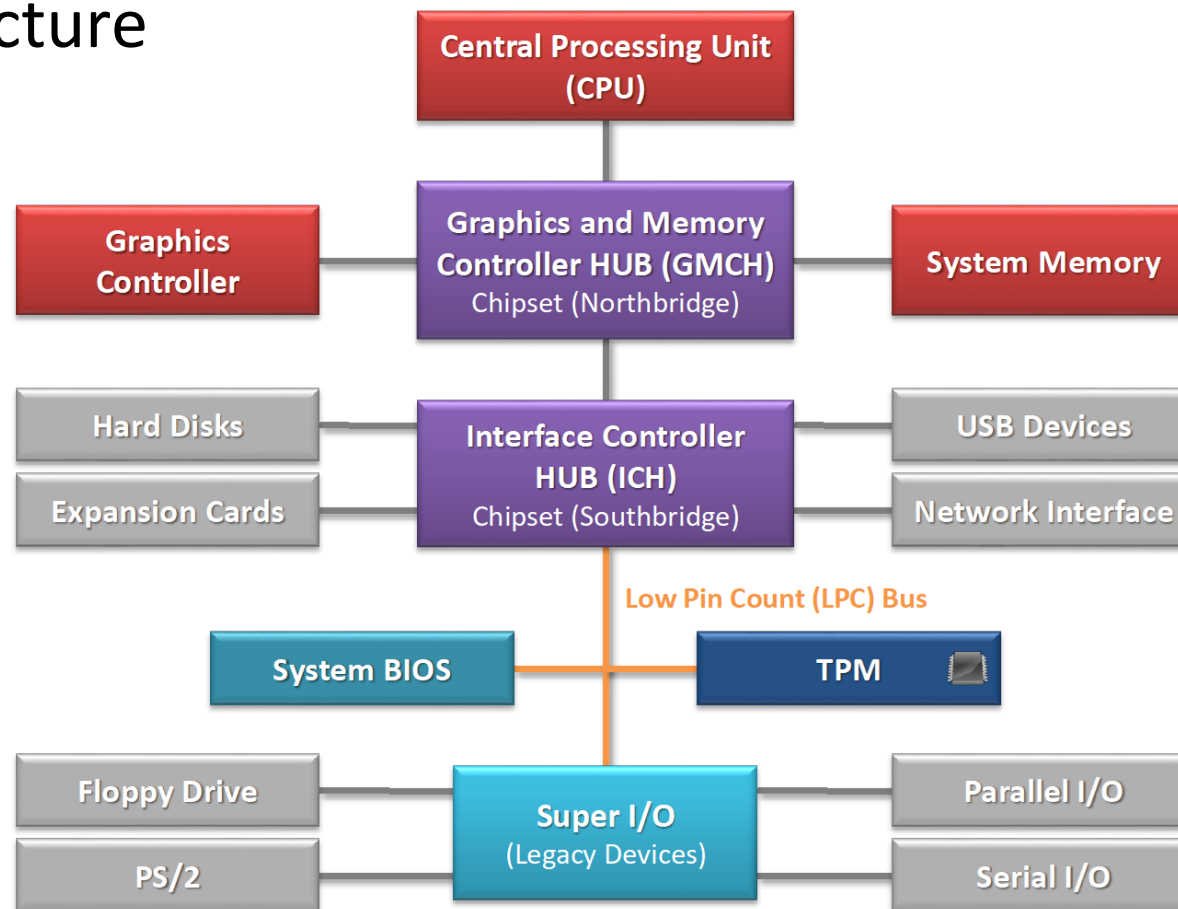 cture
Central Processing Unit
(CPU)
Graphics
Controller
Graphics and Memory
Controller HUB (GMCH)
Chipset (Northbridge)
System Memory
Hard Disks
Expansion Cards
Interface Controller
HUB (ICH)
Chipset (Southbridge)
USB Devices
Network Interface
Low Pin Count (LPC) Bus
System BIOS
TPM
Floppy Drive
PS/2
Super I/O
(Legacy Devices)
Parallel I/O
Serial I/O